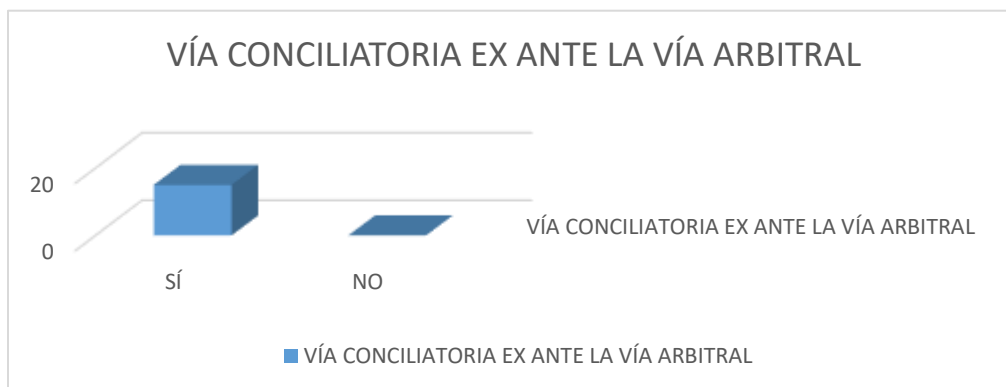 VÍA CONCILIATORIA EX ANTE LA VÍA ARBITRAL
20
0
VÍA CONCILIATORIA EX ANTE LA VÍA ARBITRAL
SÍ NO
VÍA CONCILIATORIA EX ANTE LA VÍA ARBITRAL